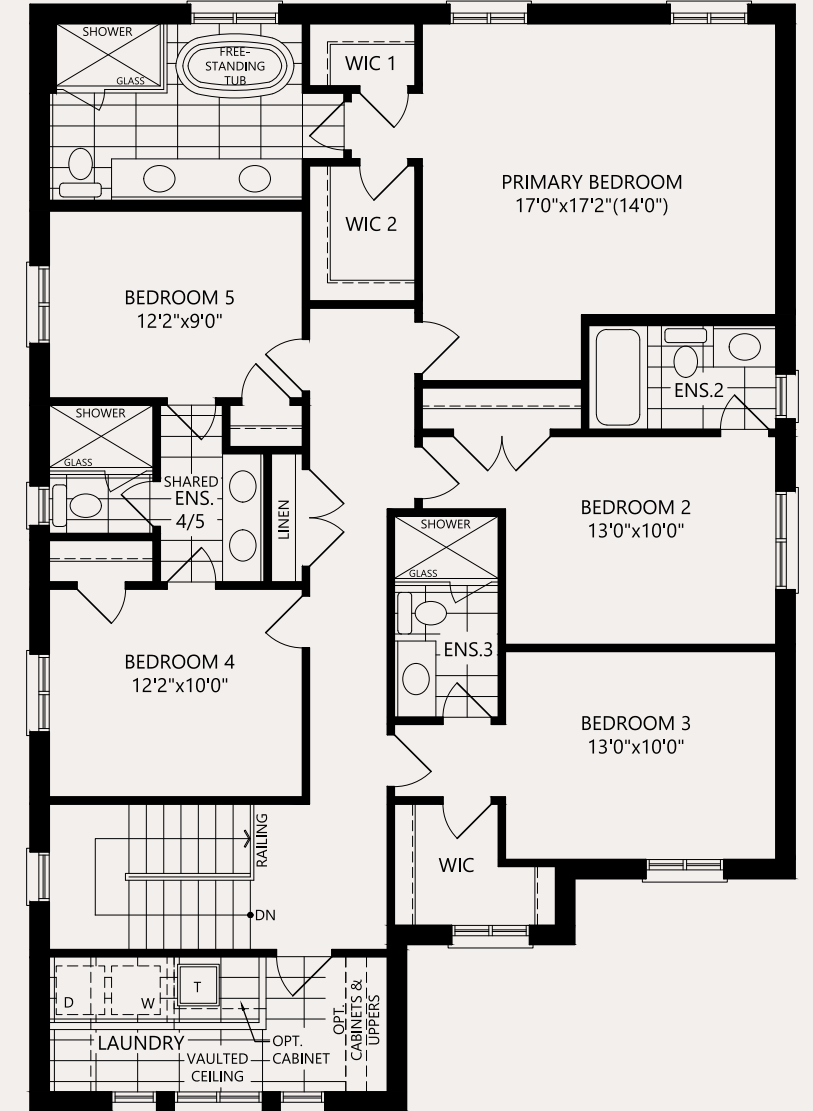 SHOWER
GLASS
FREE-
STANDING
TUB
WIC 1
WIC 2
PRIMARY BEDROOM
17'0"x17'2"(14'0")
BEDROOM 5
12'2"x9'0"
ENS.2
SHOWER
GLASS
SHARED
ENS.
4/5
LINEN
BEDROOM 2
13'0"x10'0"
SHOWER
GLASS
ENS.3
BEDROOM 4
12'2"x10'0"
BEDROOM 3
13'0"x10'0"
RAILING
DN
WIC
D
W
T
LAUNDRY
VAULTED
CEILING
OPT.
CABINET
OPT.
CABINETS &
UPPERS